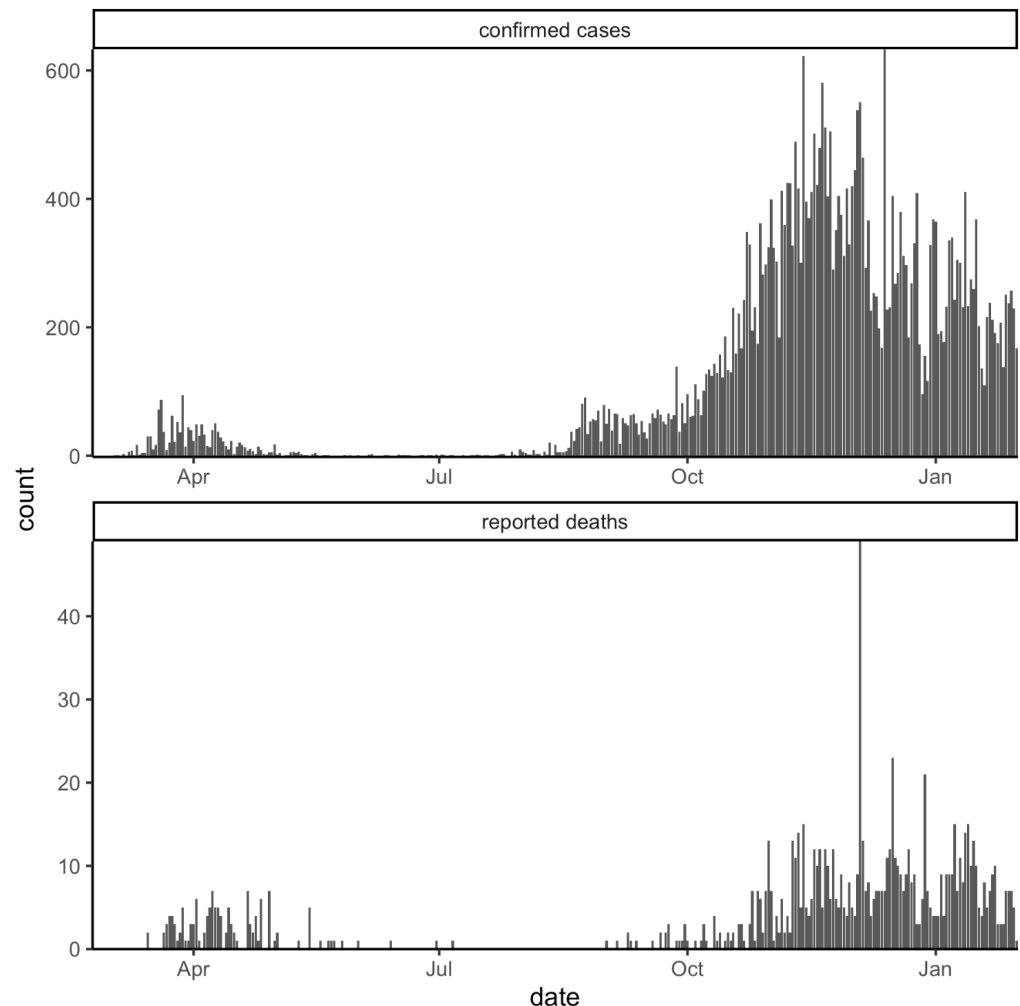 confirmed cases
600
400
200
0
Apr Jul Oct Jan
count
reported deaths
40
30
20
10
0
Apr Jul Oct Jan
date